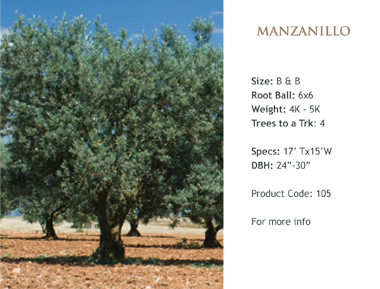 MANZANILLO
Size: B & B
Root Ball: 6x6
Weight: 4K - 5K
Trees to a Trk: 4
Specs: 17' Tx15'W
DBH: 24"-30"
Product Code: 105
For more info